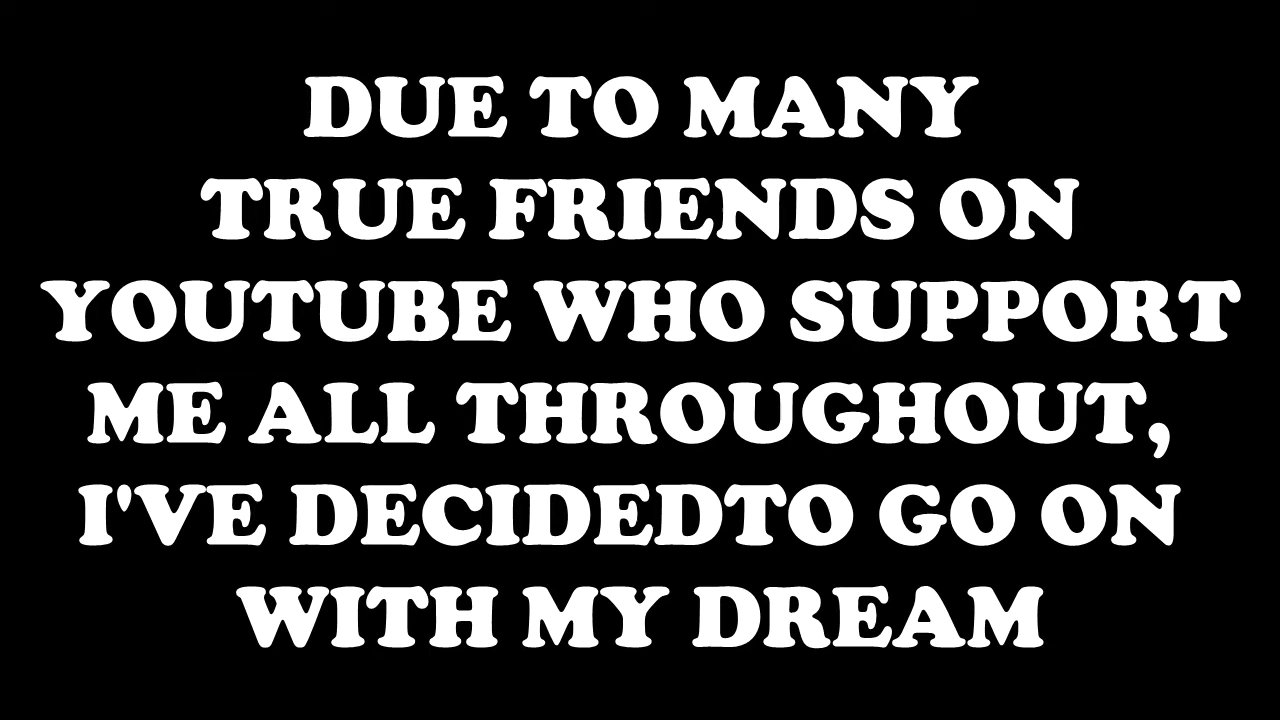 DUE TO MANY
TRUE FRIENDS ON
YOUTUBE WHO SUPPORT
ME ALL THROUGHOUT,
I'VE DECIDEDTO GO ON
WITH MY DREAM